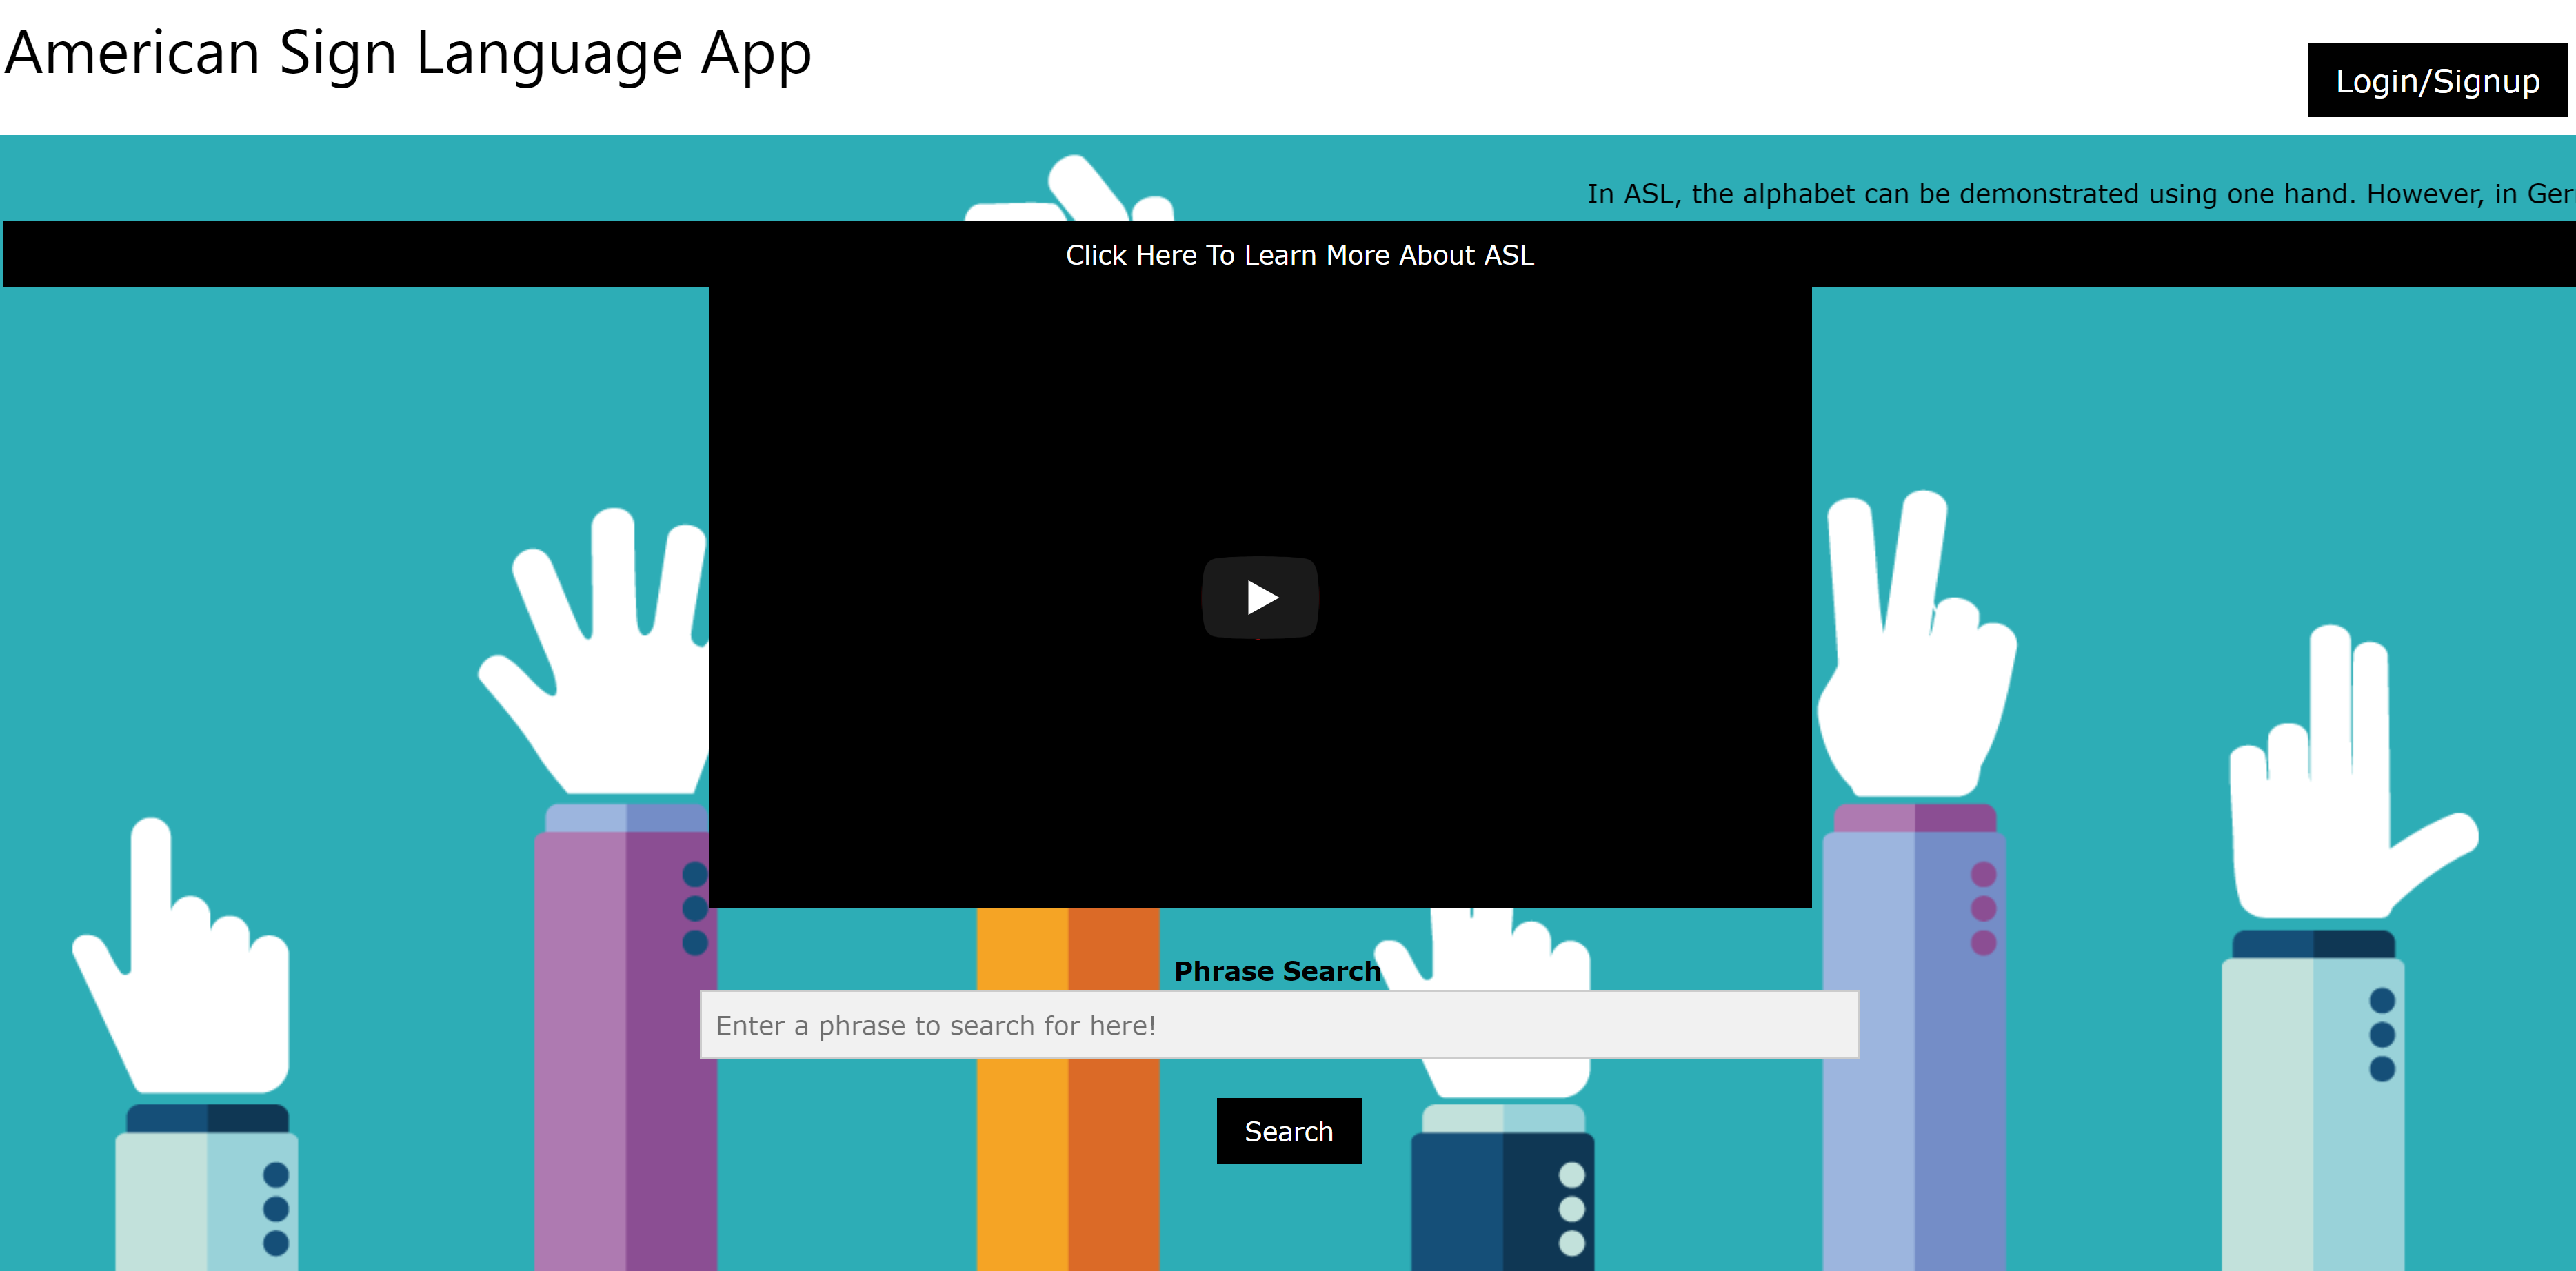 American Sign Language App
Login/Signup
In ASL, the alphabet can be demonstrated using one hand. However, in Ger
Click Here To Learn More About ASL
Phrase Search
Enter a phrase to search for here!
Search